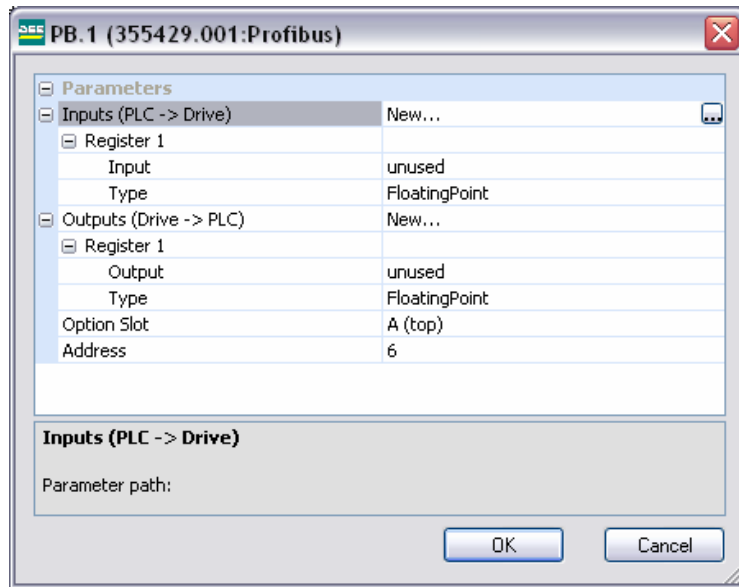 PB.1 (355429.001:Profibus)
Parameters
Inputs (PLC -> Drive) New... ...
Register 1
Input unused
Type FloatingPoint
Outputs (Drive -> PLC) New...
Register 1
Output unused
Type FloatingPoint
Option Slot A (top)
Address 6
Inputs (PLC -> Drive)
Parameter path:
OK Cancel